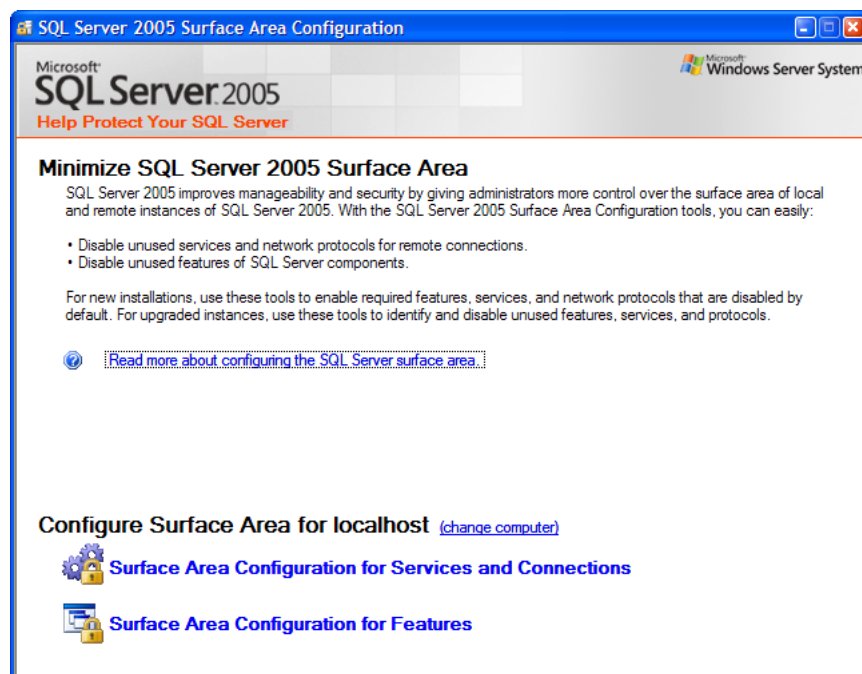 SQL Server 2005 Surface Area Configuration
Microsoft
SQL Server 2005
Help Protect Your SQL Server
Microsoft
Windows Server System
Minimize SQL Server 2005 Surface Area
SQL Server 2005 improves manageability and security by giving administrators more control over the surface area of local
and remote instances of SQL Server 2005. With the SQL Server 2005 Surface Area Configuration tools, you can easily:
• Disable unused services and network protocols for remote connections.
• Disable unused features of SQL Server components.
For new installations, use these tools to enable required features, services, and network protocols that are disabled by
default. For upgraded instances, use these tools to identify and disable unused features, services, and protocols.
Read more about configuring the SQL Server surface area.
Configure Surface Area for localhost (change computer)
Surface Area Configuration for Services and Connections
Surface Area Configuration for Features